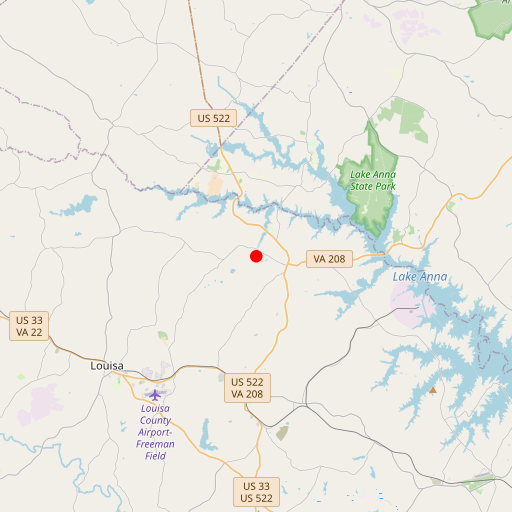 US 522
Lake Anna
State Park
VA 208
Lake Anna
US 33
VA 22
Louisa
US 522
VA 208
Louisa
County
Airport-
Freeman
Field
US 33
US 522